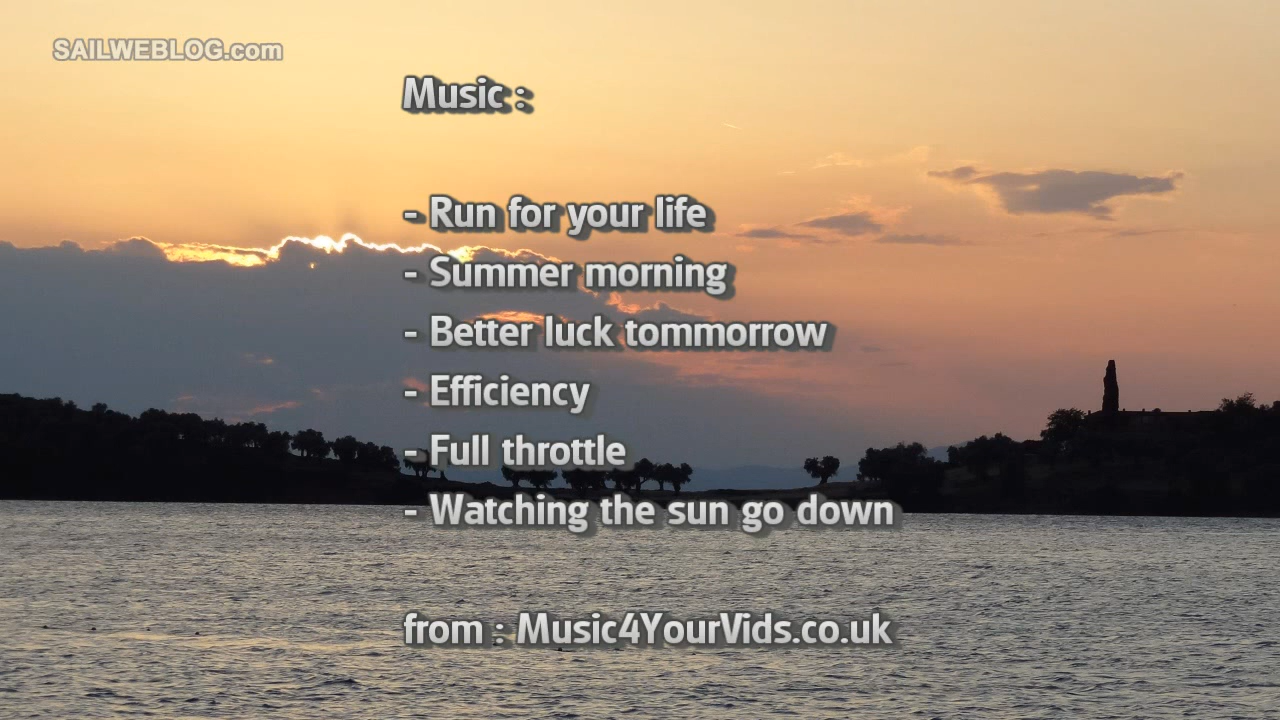 SAILWEBLOG.com
Music :
- Run for your life
- Summer morning
- Better luck tommorrow
- Efficiency
- Full throttle
- Watching the sun go down
from : Music4YourVids.co.uk